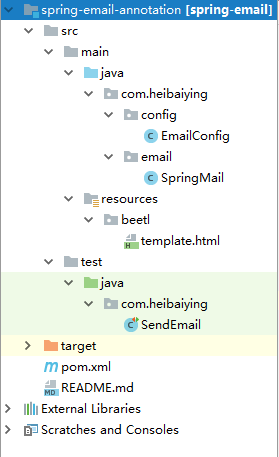 spring-email-annotation [spring-email]
src
main
java
com.heibaiying
config
EmailConfig
email
SpringMail
resources
beetl
template.html
test
java
com.heibaiying
SendEmail
target
pom.xml
README.md
External Libraries
Scratches and Consoles